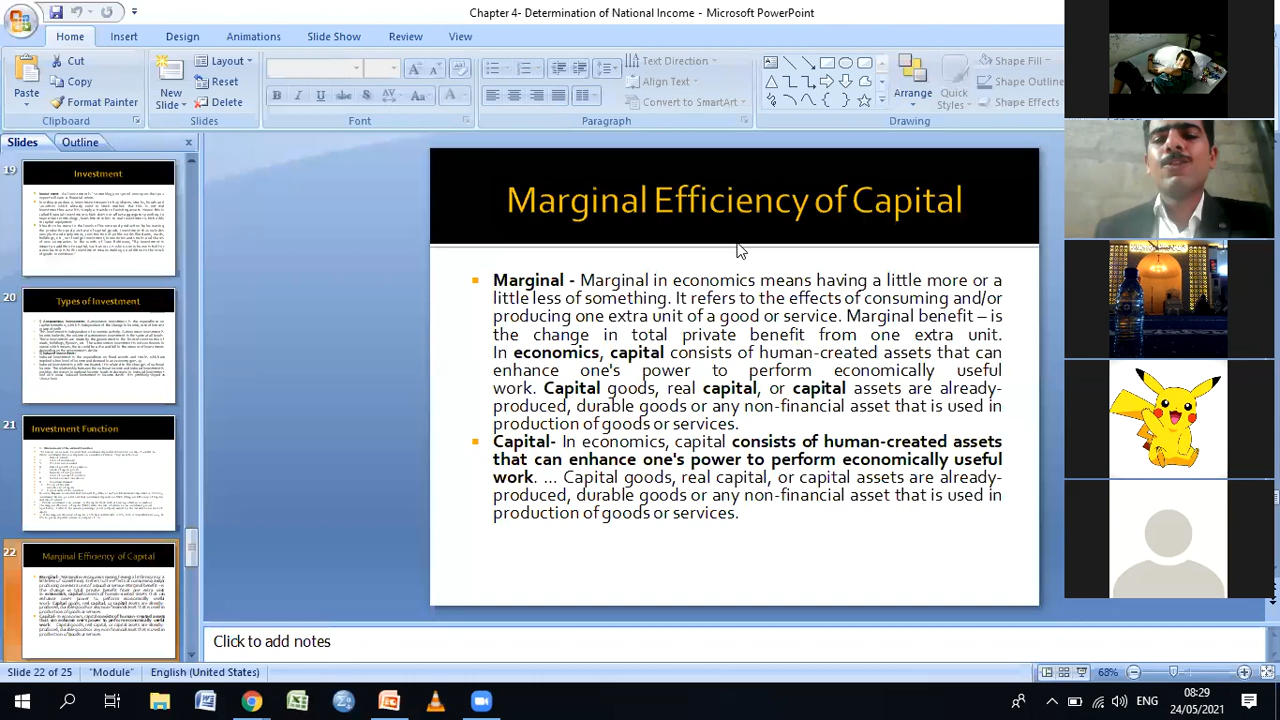 Chapter 4- Determination of National Income - Microsoft PowerPoint
Home Insert Design Animations Slide Show Review View
Paste
Cut
Copy
Format Painter
Clipboard
New
Slide
Layout
Reset
Delete
Slides
B I U abc S AV Aa A
Font
Text Direction
Align Text
Convert to SmartArt
Paragraph
Arrange
Quick
Styles
Shape Fill
Shape Outline
Shape Effects
Drawing
Slides Outline
19
Investment
20
Types of Investment
21
Investment Function
22
Marginal Efficiency of Capital
Marginal Efficiency of Capital
Marginal - Marginal in economics means having a little more or a
little less of something. It refers to the effects of consuming and/or
producing one extra unit of a good or service. Marginal benefit – is
the change in total private benefit from one extra unit.
In economics, capital consists of human-created assets that can
enhance one's power to perform economically useful
work. Capital goods, real capital, or capital assets are already-
produced, durable goods or any non-financial asset that is used in
production of goods or services.
Capital- In economics, capital consists of human-created assets
that can enhance one's power to perform economically useful
work. ... Capital goods, real capital, or capital assets are already-
produced, durable goods or any non-financial asset that is used in
production of goods or services.
Click to add notes
Slide 22 of 25 "Module" English (United States) 68%
ENG
08:29
24/05/2021